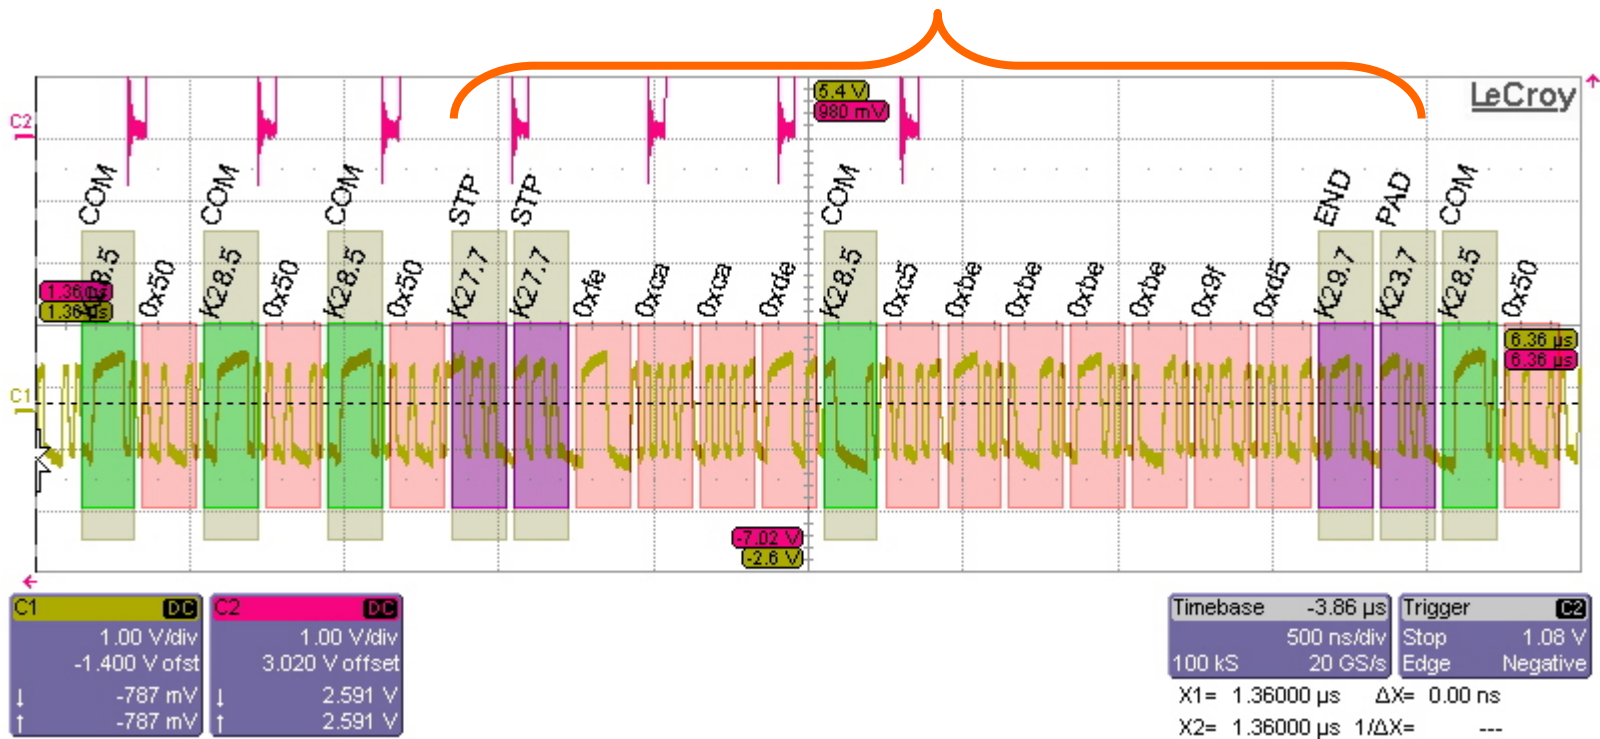 LeCroy
5.4 V
980 mV
C2
COM COM COM STP STP COM END PAD COM
K28.5 0x50 K28.5 0x50 K27.7 K27.7 0xfe 0xca 0xca 0xde K28.5 0xc5 0xbe 0xbe 0xbe 0xbe 0x9f 0xd5 K29.7 K23.7 K28.5 0x50
0x50
1.36 µs
1.36 µs
6.36 µs
6.36 µs
C1
-7.02 V
-2.6 V
C1 DC
1.00 V/div
-1.400 V ofst
↓ -787 mV
↑ -787 mV
C2 DC
1.00 V/div
3.020 V offset
↓ 2.591 V
↑ 2.591 V
Timebase -3.86 µs
500 ns/div
100 kS 20 GS/s
Trigger C2
Stop 1.08 V
Edge Negative
X1= 1.36000 µs ΔX= 0.00 ns
X2= 1.36000 µs 1/ΔX= ---